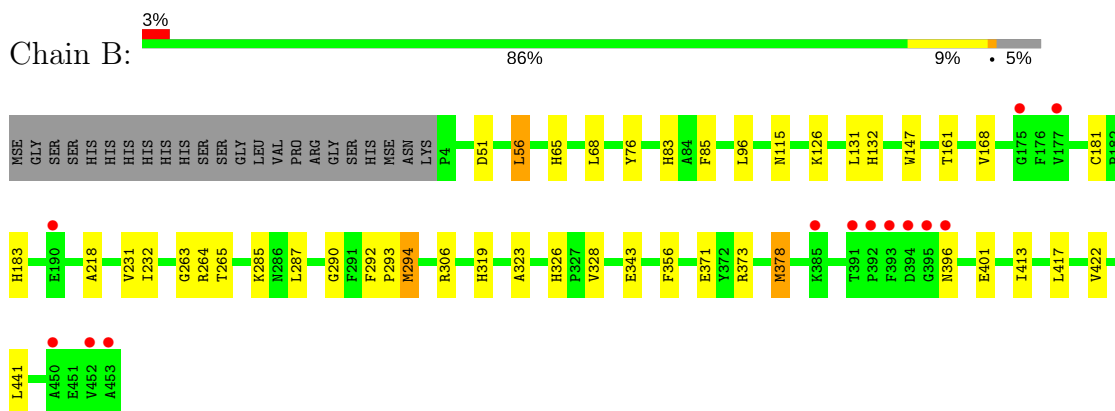 3%
Chain B:
86% 9% • 5%
MSE GLY SER SER HIS HIS HIS HIS HIS HIS SER SER GLY LEU VAL PRO ARG GLY SER HIS MSE ASN LYS P4 D51 L56 H65 L68 Y76 H83 A84 F85 L96 N115 K126 L131 H132 W147 T161 V168 G175 F176 V177 C181 R182
H183 E190 A218 V231 I232 G263 R264 T265 K285 N286 L287 G290 F291 F292 P293 M294 R306 H319 A323 H326 P327 V328 E343 F356 E371 Y372 R373 M378 K385 T391 P392 F393 D394 G395 N396 E401 I413 L417 V422
L441 A450 E451 V452 A453